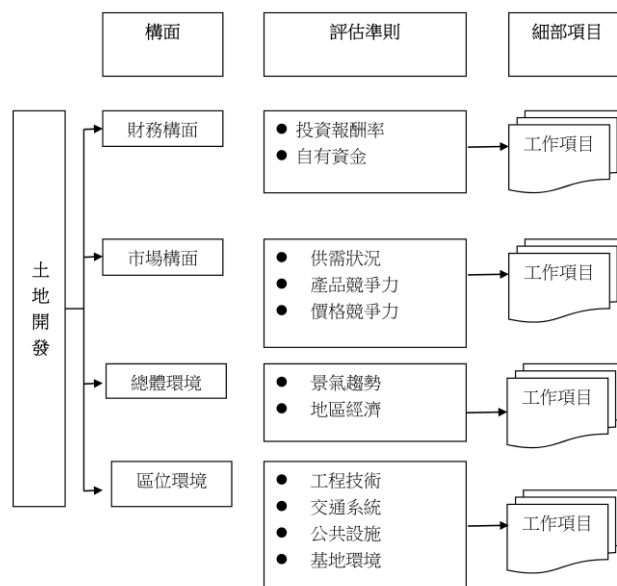 構面
評估準則
細部項目
土地開發
財務構面
投資報酬率
自有資金
工作項目
市場構面
供需狀況
產品競爭力
價格競爭力
工作項目
總體環境
景氣趨勢
地區經濟
工作項目
區位環境
工程技術
交通系統
公共設施
基地環境
工作項目